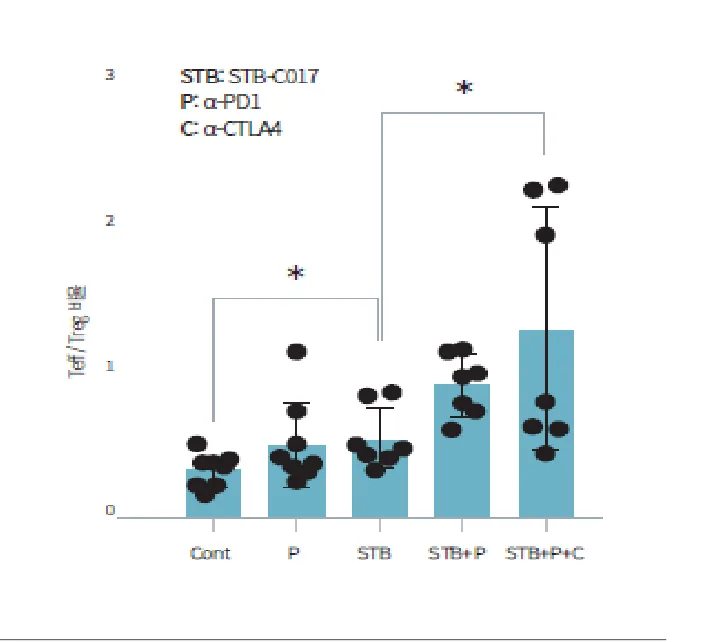 3
STB: STB-C017
P: α-PD1
C: α-CTLA4
*
2
*
Teff / Treg 비율
1
0
Cont P STB STB+P STB+P+C